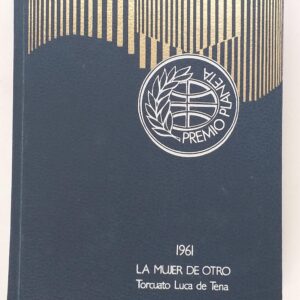 PREMIO PLANETA
1961
LA MUJER DE OTRO
Torcuato Luca de Tena